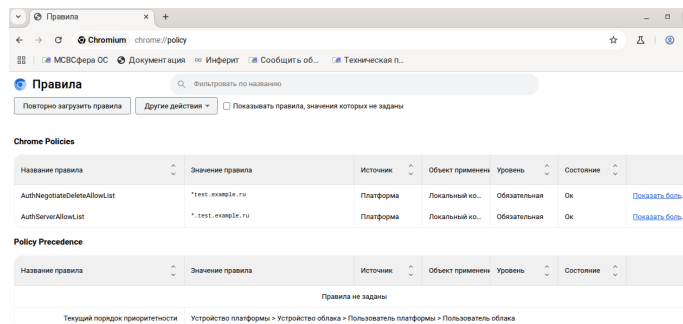 Правила
Chromium chrome://policy
МСВСфера ОС Документация Инферит Сообщить об... Техническая п...
Правила Фильтровать по названию
Повторно загрузить правила Другие действия Показывать правила, значения которых не заданы
Chrome Policies
Название правила Значение правила Источник Объект применени Уровень Состояние
AuthNegotiateDeleteAllowList *test.example.ru Платформа Локальный ко... Обязательная Ок Показать боль.
AuthServerAllowList *.test.example.ru Платформа Локальный ко... Обязательная Ок Показать боль.
Policy Precedence
Название правила Значение правила Источник Объект применени Уровень Состояние
Правила не заданы
Текущий порядок приоритетности Устройство платформы > Устройство облака > Пользователь платформы > Пользователь облака